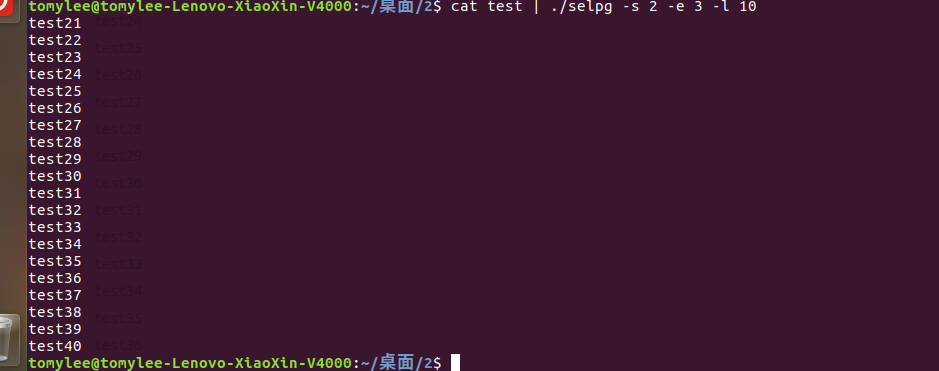 tomylee@tomylee-Lenovo-XiaoXin-V4000:~/桌面/2$ cat test | ./selpg -s 2 -e 3 -l 10
test21
test22
test23
test24
test25
test26
test27
test28
test29
test30
test31
test32
test33
test34
test35
test36
test37
test38
test39
test40
tomylee@tomylee-Lenovo-XiaoXin-V4000:~/桌面/2$